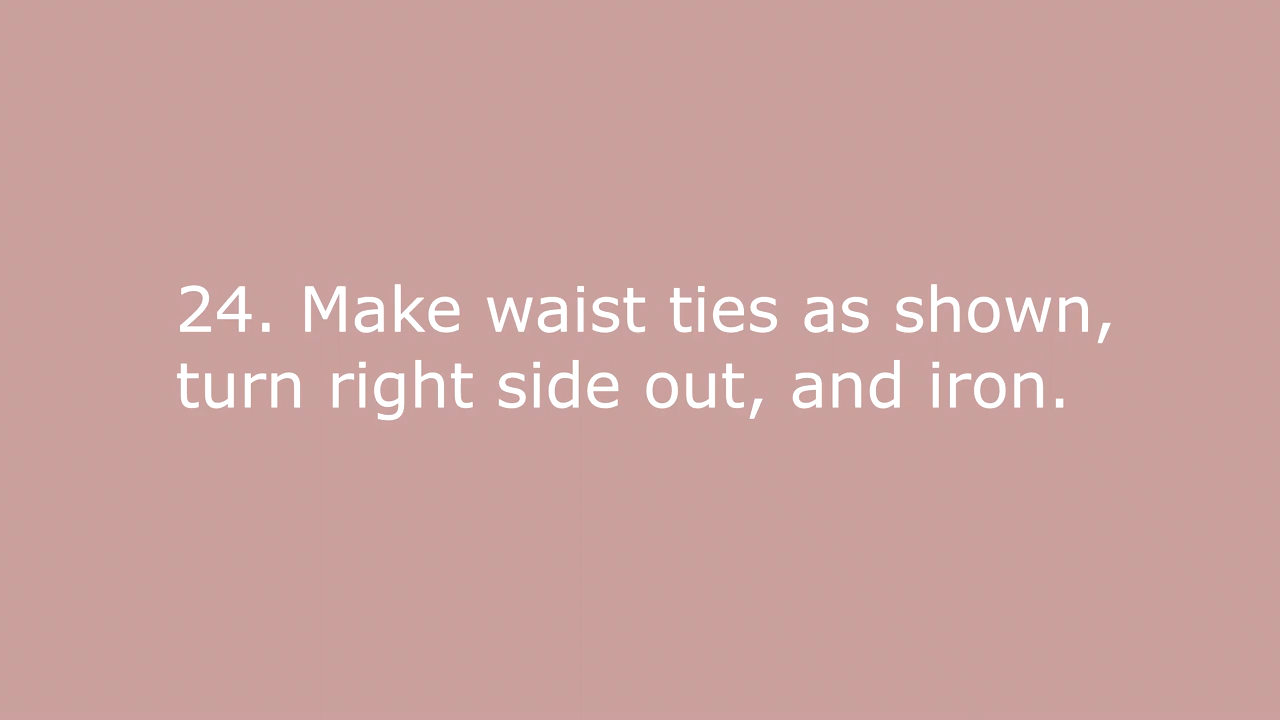 24. Make waist ties as shown,
turn right side out, and iron.